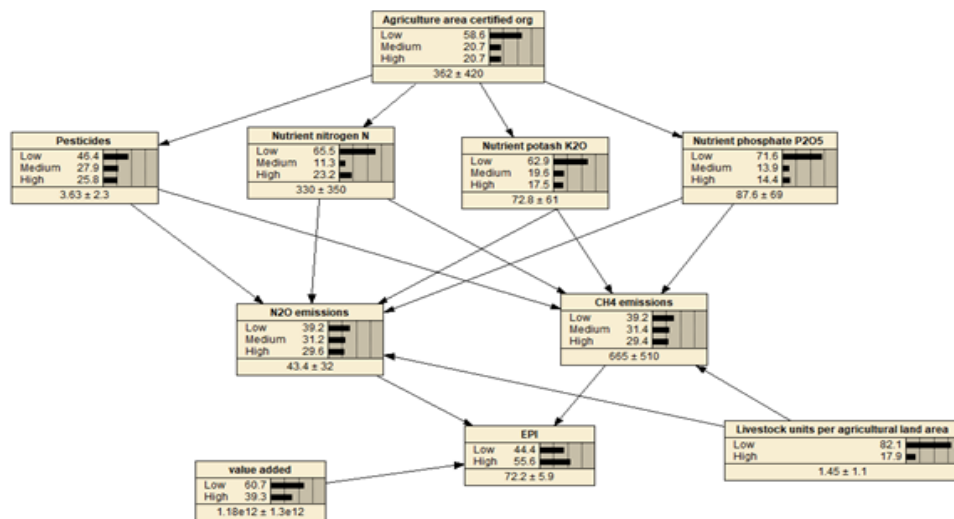 Agriculture area certified org
Low 58.6
Medium 20.7
High 20.7
362 ± 420
Pesticides
Low 46.4
Medium 27.9
High 25.8
3.63 ± 2.3
Nutrient nitrogen N
Low 65.5
Medium 11.3
High 23.2
330 ± 350
Nutrient potash K2O
Low 62.9
Medium 19.6
High 17.5
72.8 ± 61
Nutrient phosphate P2O5
Low 71.6
Medium 13.9
High 14.4
87.6 ± 69
N2O emissions
Low 39.2
Medium 31.2
High 29.6
43.4 ± 32
CH4 emissions
Low 39.2
Medium 31.4
High 29.4
665 ± 510
Livestock units per agricultural land area
Low 82.1
High 17.9
1.45 ± 1.1
EPI
Low 44.4
High 55.6
72.2 ± 5.9
value added
Low 60.7
High 39.3
1.18e12 ± 1.3e12